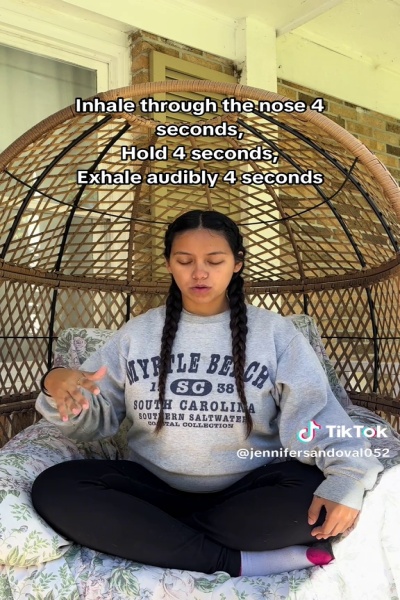 Inhale through the nose 4
seconds,
Hold 4 seconds,
Exhale audibly 4 seconds
MYRTLE BEACH
19 SC 38
SOUTH CAROLINA
SOUTHERN SALTWATER
COASTAL COLLECTION
TikTok
@jennifersandoval052